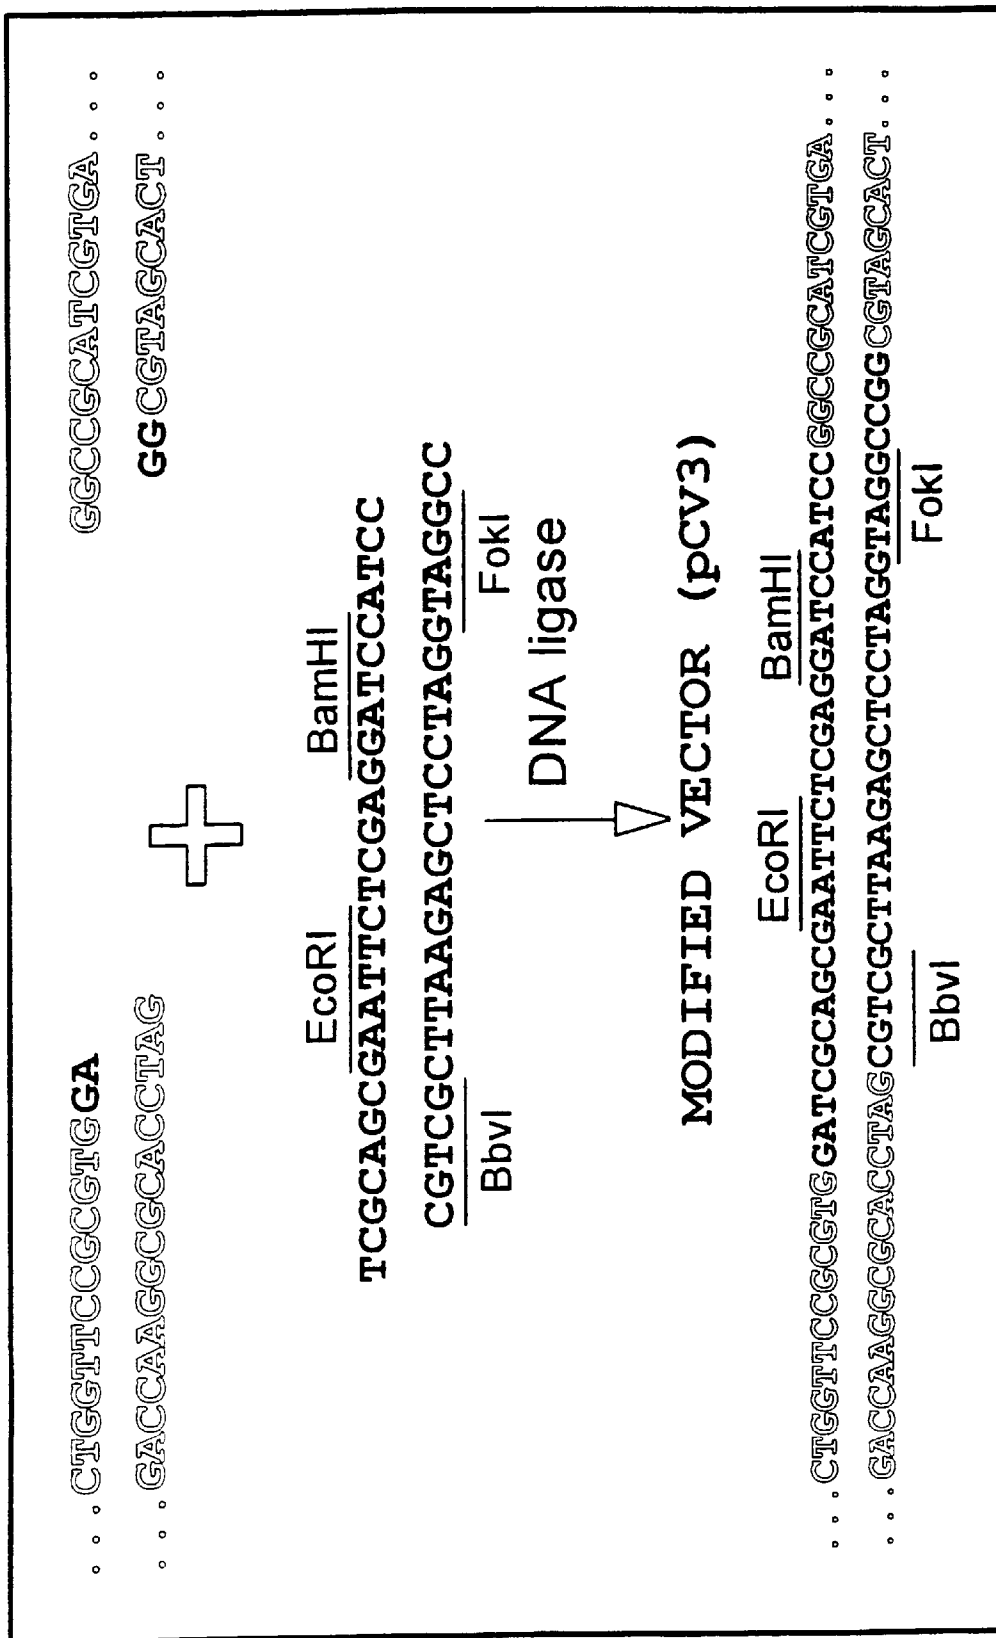 ...CTGGTTCCGCGTGGA GGCCGCATCGTGA...
...GACCAAGGCGCACCTAG GGCGTAGCACT...
EcoRI BamHI
TCGCAGCGAATTCTCGAGGATCCATCC
CGTCGCTTAAGAGCTCCTAGGTAGGCC
BbvI FokI
DNA ligase
MODIFIED VECTOR (pCV3)
EcoRI BamHI
...CTGGTTCCGCGTGGATCGCAGCGAATTCTCGAGGATCCATCCGGCCGCATCGTGA...
...GACCAAGGCGCACCTAGCGTCGCTTAAGAGCTCCTAGGTAGGCCGGCGTAGCACT...
BbvI FokI